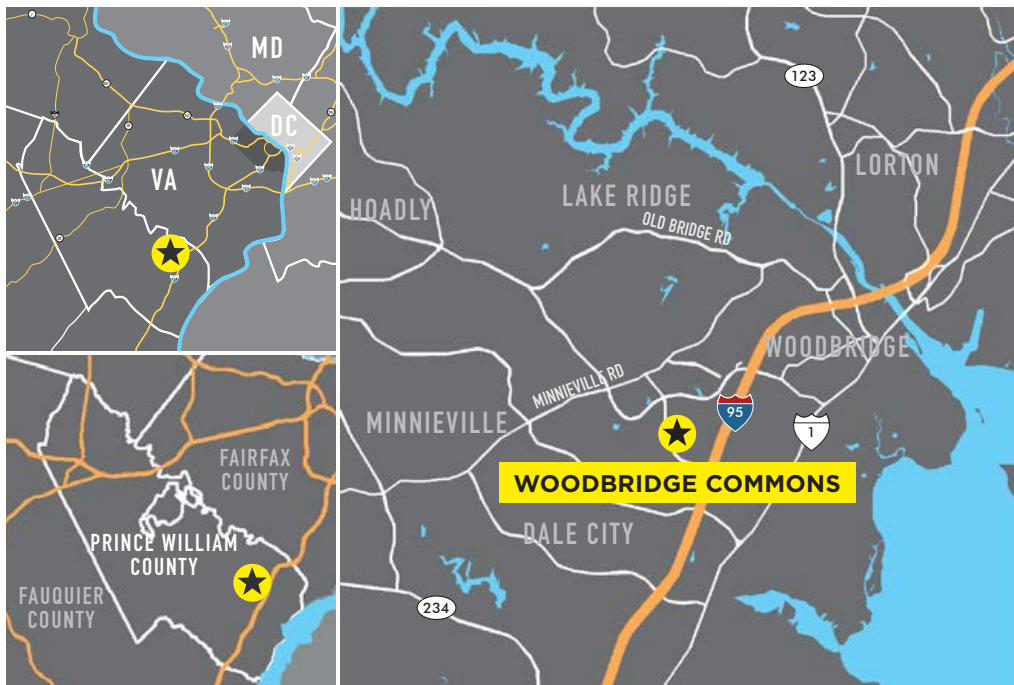 MD
DC
VA
FAIRFAX
COUNTY
PRINCE WILLIAM
COUNTY
FAUQUIER
COUNTY
123
LORTON
LAKE RIDGE
HOADLY
OLD BRIDGE RD
WOODBRIDGE
MINNIEVILLE RD
95
1
MINNIEVILLE
WOODBRIDGE COMMONS
DALE CITY
234